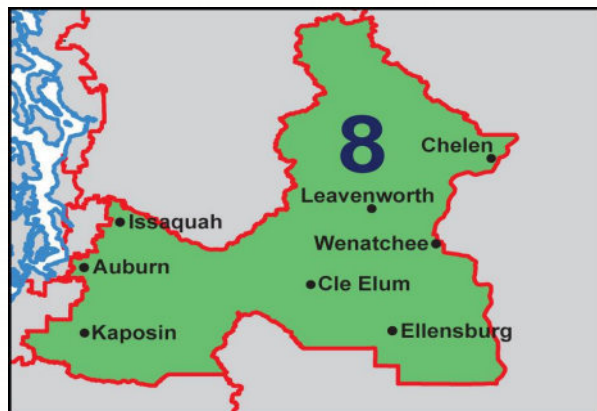 8
Chelen
Leavenworth
Issaquah
Wenatchee
Auburn
Cle Elum
Kaposin
Ellensburg